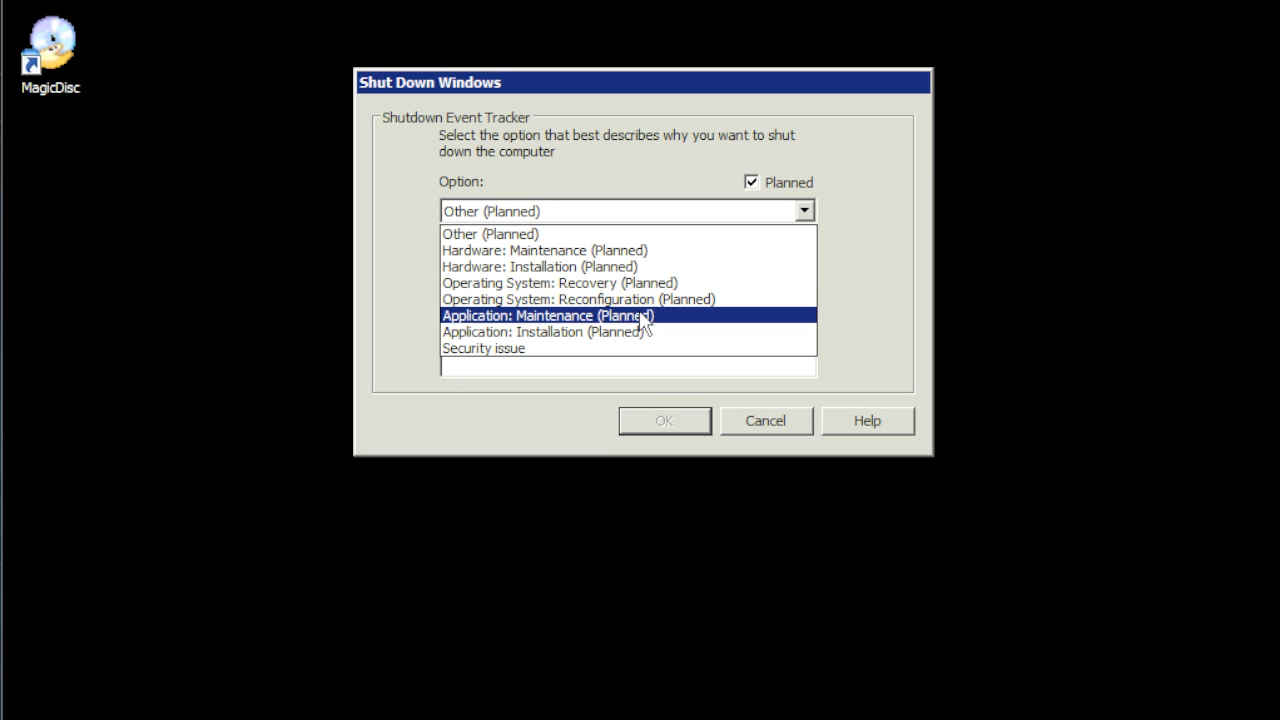 MagicDisc
Shut Down Windows
Shutdown Event Tracker
Select the option that best describes why you want to shut
down the computer
Option:
Planned
Other (Planned)
Other (Planned)
Hardware: Maintenance (Planned)
Hardware: Installation (Planned)
Operating System: Recovery (Planned)
Operating System: Reconfiguration (Planned)
Application: Maintenance (Planned)
Application: Installation (Planned)
Security issue
OK
Cancel
Help